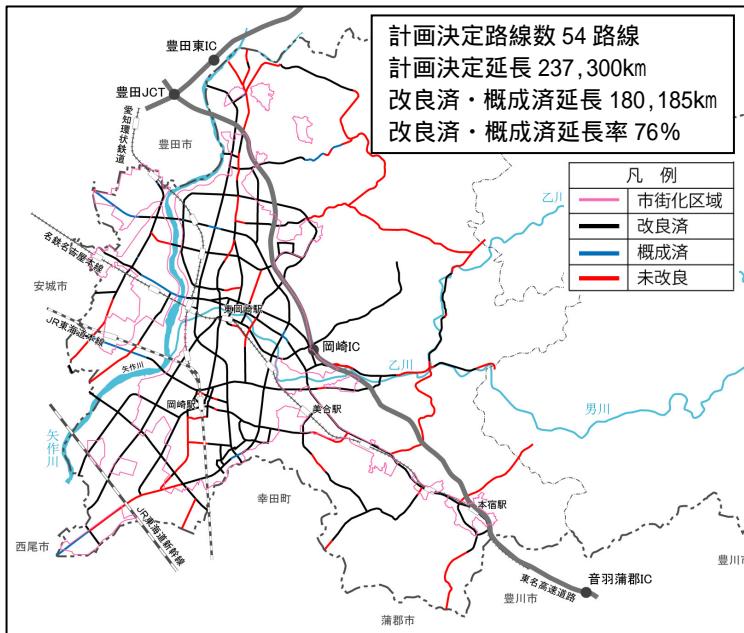 計画決定路線数 54 路線
計画決定延長 237,300km
改良済・概成済延長 180,185km
改良済・概成済延長率 76%
凡 例
市街化区域
改良済
概成済
未改良
豊田東IC
豊田JCT
愛知環状鉄道
豊田市
乙川
名鉄名古屋本線
安城市
東岡崎駅
JR東海道本線
矢作川
岡崎IC
乙川
岡崎駅
美合駅
男川
矢作川
本宿駅
幸田町
西尾市
JR東海道新幹線
東名高速道路
音羽蒲郡IC
豊川市
豊川市
蒲郡市